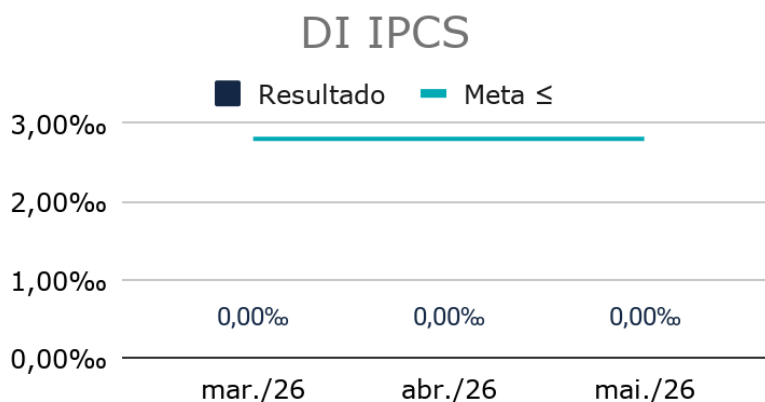 DI IPCS
Resultado Meta ≤
3,00‰
2,00‰
1,00‰
0,00‰ 0,00‰ 0,00‰
0,00‰
mar./26 abr./26 mai./26